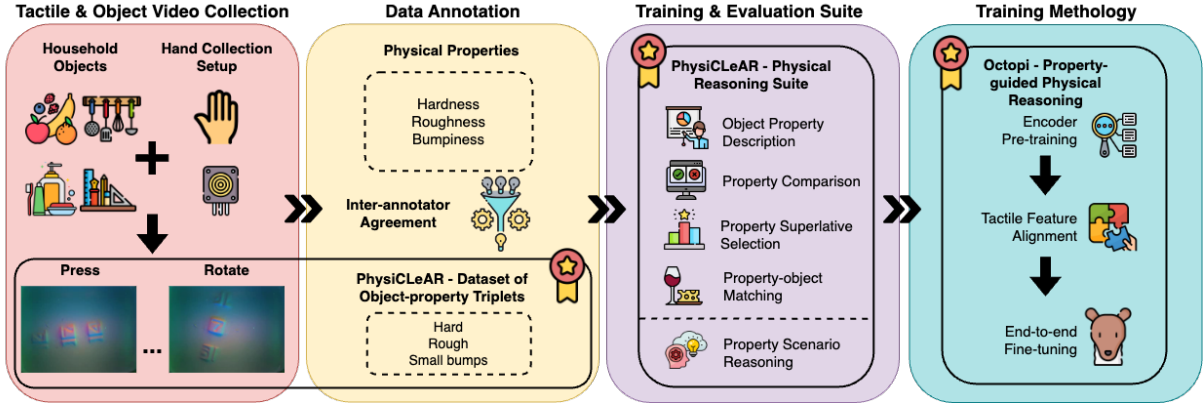 Tactile & Object Video Collection
Household
Objects
Hand Collection
Setup
Press
Rotate
...
Data Annotation
Physical Properties
Hardness
Roughness
Bumpiness
Inter-annotator
Agreement
PhysiCLeAR - Dataset of
Object-property Triplets
Hard
Rough
Small bumps
Training & Evaluation Suite
PhysiCLeAR - Physical
Reasoning Suite
Object Property
Description
Property Comparison
Property Superlative
Selection
Property-object
Matching
Property Scenario
Reasoning
Training Methology
Octopi - Property-
guided Physical
Reasoning
Encoder
Pre-training
Tactile Feature
Alignment
End-to-end
Fine-tuning